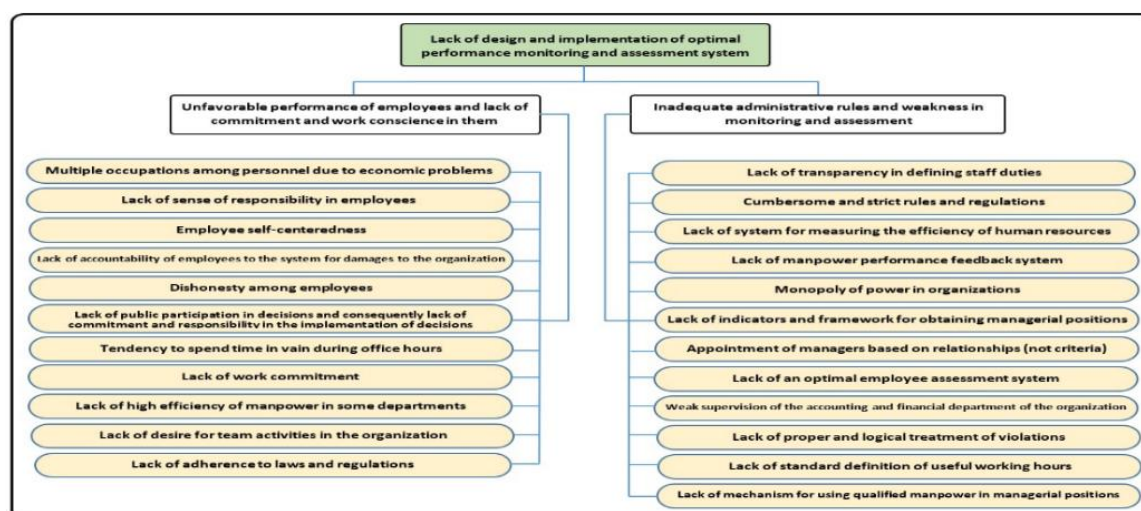 Lack of design and implementation of optimal
performance monitoring and assessment system
Unfavorable performance of employees and lack of
commitment and work conscience in them
Multiple occupations among personnel due to economic problems
Lack of sense of responsibility in employees
Employee self-centeredness
Lack of accountability of employees to the system for damages to the organization
Dishonesty among employees
Lack of public participation in decisions and consequently lack of
commitment and responsibility in the implementation of decisions
Tendency to spend time in vain during office hours
Lack of work commitment
Lack of high efficiency of manpower in some departments
Lack of desire for team activities in the organization
Lack of adherence to laws and regulations
Inadequate administrative rules and weakness in
monitoring and assessment
Lack of transparency in defining staff duties
Cumbersome and strict rules and regulations
Lack of system for measuring the efficiency of human resources
Lack of manpower performance feedback system
Monopoly of power in organizations
Lack of indicators and framework for obtaining managerial positions
Appointment of managers based on relationships (not criteria)
Lack of an optimal employee assessment system
Weak supervision of the accounting and financial department of the organization
Lack of proper and logical treatment of violations
Lack of standard definition of useful working hours
Lack of mechanism for using qualified manpower in managerial positions